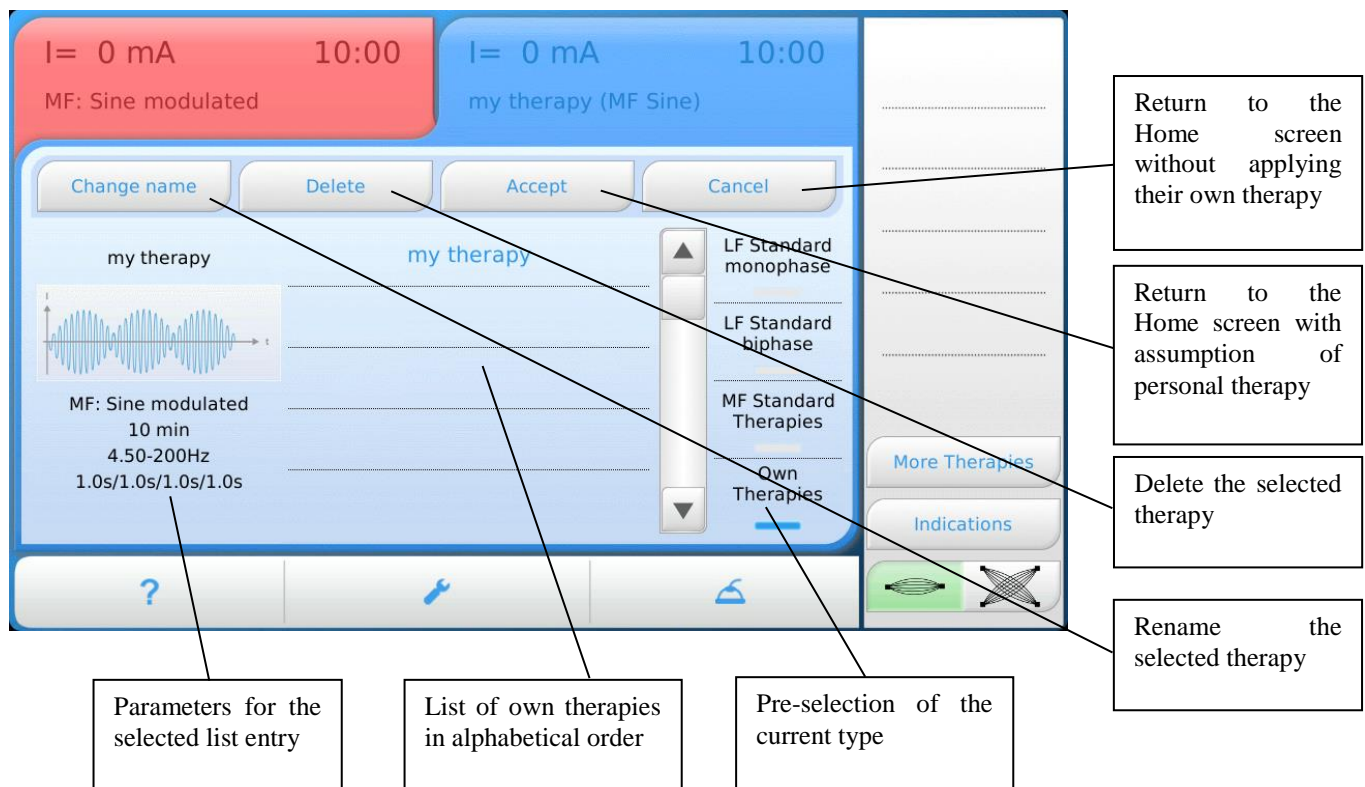 I= 0 mA 10:00
MF: Sine modulated
I= 0 mA 10:00
my therapy (MF Sine)
Change name
Delete
Accept
Cancel
my therapy
I
t
MF: Sine modulated
10 min
4.50-200Hz
1.0s/1.0s/1.0s/1.0s
my therapy
LF Standard
monophase
LF Standard
biphase
MF Standard
Therapies
Own
Therapies
More Therapies
Indications
?
Return to the
Home screen
without applying
their own therapy
Return to the
Home screen with
assumption of
personal therapy
Delete the selected
therapy
Rename the
selected therapy
Parameters for the
selected list entry
List of own therapies
in alphabetical order
Pre-selection of the
current type